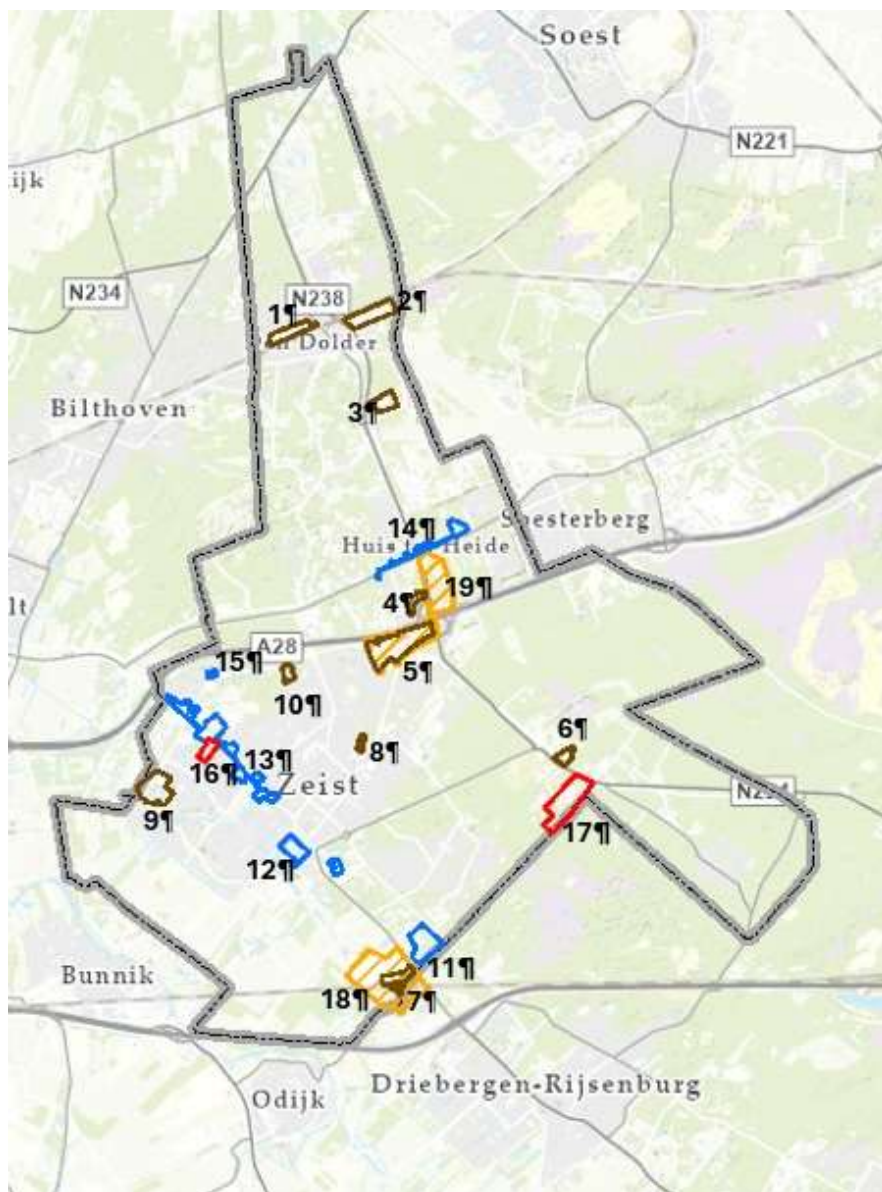 Soest
N221
ijk
N234
N238
1¶
2¶
Dolder
Bilthoven
3¶
14¶
Soesterberg
Huis ter Heide
4¶
19¶
lt
A28
15¶
5¶
10¶
6¶
8¶
16¶
13¶
Zeist
9¶
17¶
12¶
11¶
Bunnik
18¶
7¶
Driebergen-Rijsenburg
Odijk